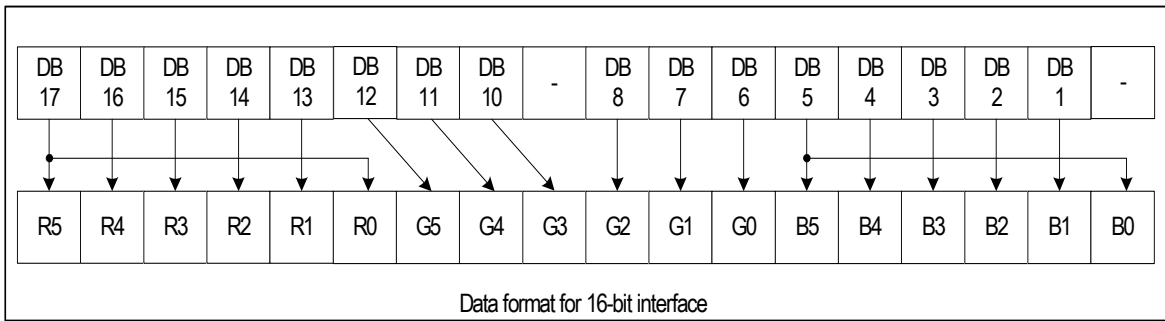 DB 17 DB 16 DB 15 DB 14 DB 13 DB 12 DB 11 DB 10 - DB 8 DB 7 DB 6 DB 5 DB 4 DB 3 DB 2 DB 1 -
R5 R4 R3 R2 R1 R0 G5 G4 G3 G2 G1 G0 B5 B4 B3 B2 B1 B0
Data format for 16-bit interface